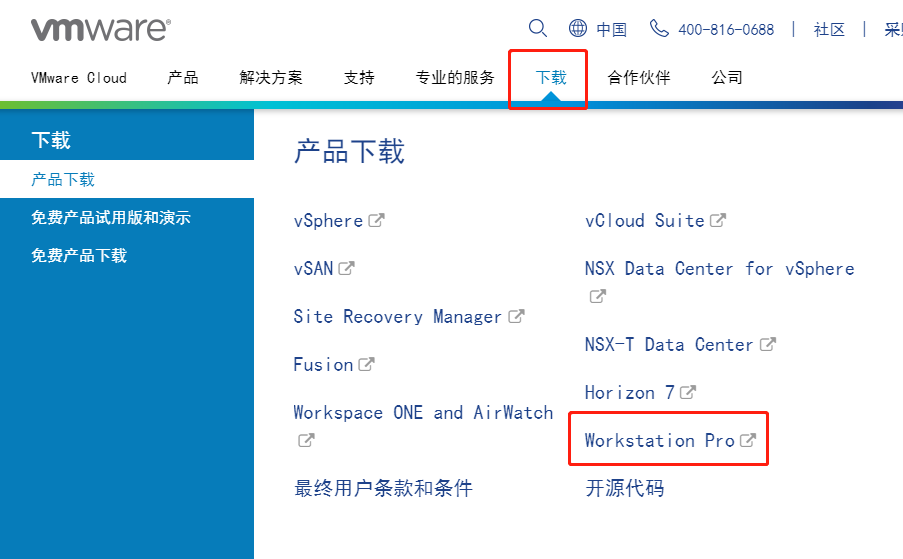 vmware®
中国 400-816-0688 | 社区 | 采购
VMware Cloud 产品 解决方案 支持 专业的服务 下载 合作伙伴 公司
下载
产品下载
免费产品试用版和演示
免费产品下载
产品下载
vSphere
vCloud Suite
vSAN
NSX Data Center for vSphere
Site Recovery Manager
NSX-T Data Center
Fusion
Horizon 7
Workspace ONE and AirWatch
Workstation Pro
最终用户条款和条件
开源代码